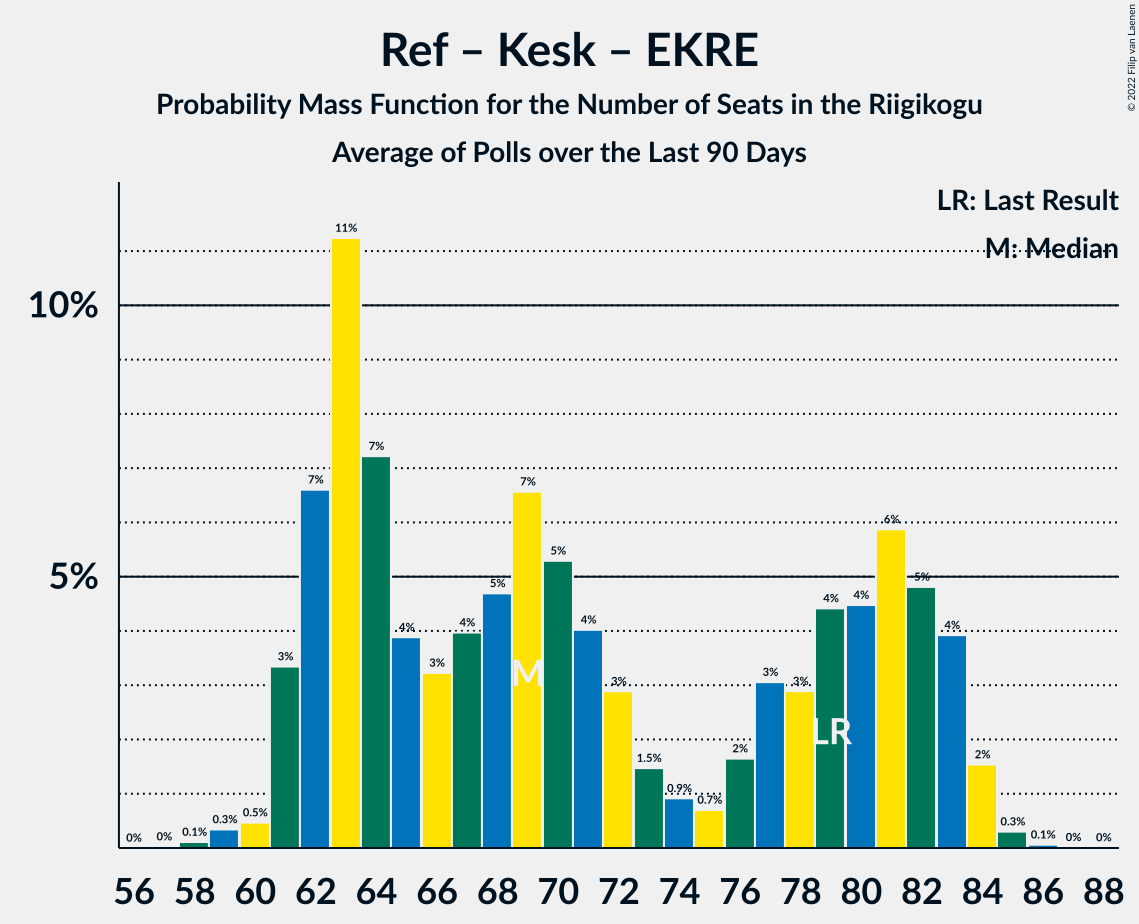 Ref – Kesk – EKRE
Probability Mass Function for the Number of Seats in the Riigikogu
Average of Polls over the Last 90 Days
© 2022 Filip van Laenen
LR: Last Result
M: Median
10%
5%
0% 0% 0.1% 0.3% 0.5% 3% 7% 11% 7% 4% 3% 4% 5% 7% 5% 4% 3% 1.5% 0.9% 0.7% 2% 3% 3% 4% 4% 6% 5% 4% 2% 0.3% 0.1% 0% 0%
M
LR
56 58 60 62 64 66 68 70 72 74 76 78 80 82 84 86 88